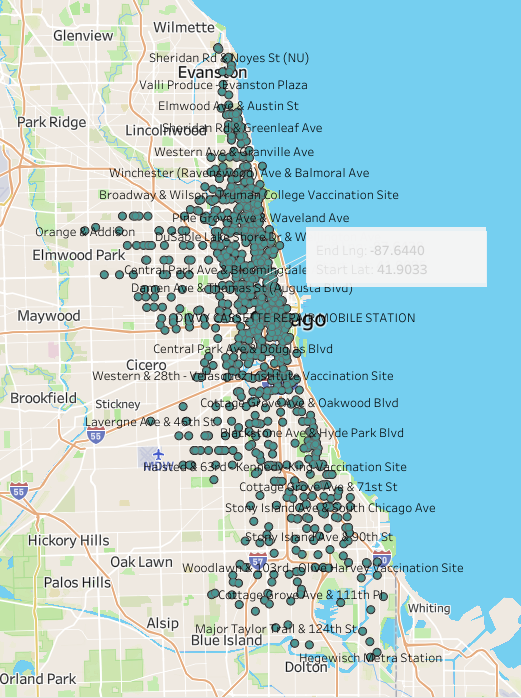 Wilmette
Glenview
Sheridan Rd & Noyes St (NU)
Evanston
Valli Produce - Evanston Plaza
Elmwood Ave & Austin St
Park Ridge
Lincolnwood
Sheridan Rd & Greenleaf Ave
Western Ave & Granville Ave
Winchester (Ravenswood) Ave & Balmoral Ave
Broadway & Wilson - Truman College Vaccination Site
Pine Grove Ave & Waveland Ave
Orange & Addison
DuSable Lake Shore Dr & W
Elmwood Park
End Lng: -87.6440
Start Lat: 41.9033
Central Park Ave & Bloomingdale
Damen Ave & Thomas St (Augusta Blvd)
Maywood
DIVVY CASSETTE REPAIR MOBILE STATION
ago
Central Park Ave & Douglas Blvd
Cicero
Western & 28th - Velasquez Institute Vaccination Site
Brookfield
Stickney
Cottage Grove Ave & Oakwood Blvd
Lavergne Ave & 46th St
55
Blackstone Ave & Hyde Park Blvd
MDW
Halsted & 63rd - Kennedy-King Vaccination Site
55
Cottage Grove Ave & 71st St
Stony Island Ave & South Chicago Ave
Hickory Hills
Stony Island Ave & 90th St
Oak Lawn
57
90
Woodlawn & 103rd - Olive Harvey Vaccination Site
Palos Hills
Cottage Grove Ave & 111th Pl
Whiting
Alsip
Major Taylor Trail & 124th St
Blue Island
Hegewisch Metra Station
Dolton
Orland Park